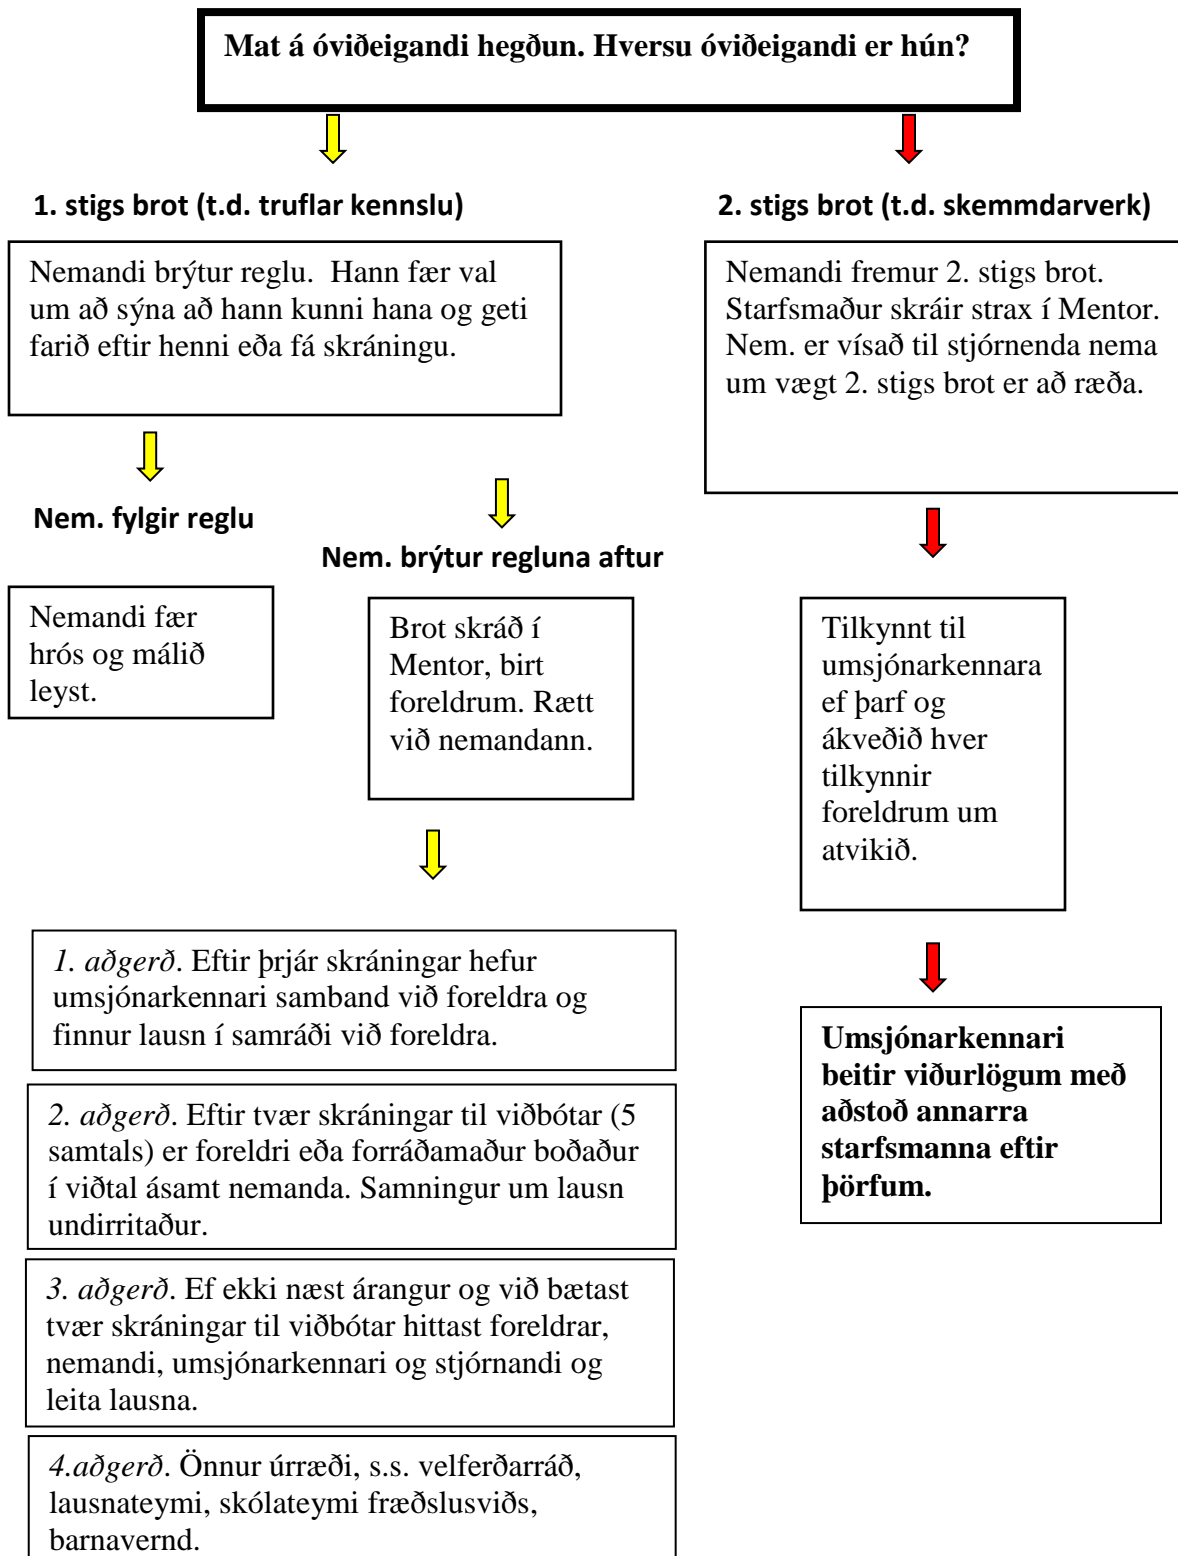 Mat á óviðeigandi hegðun. Hversu óviðeigandi er hún?
1. stigs brot (t.d. truflar kennslu)
Nemandi brýtur reglu.  Hann fær val
um að sýna að hann kunni hana og geti
farið eftir henni eða fá skráningu.
Nem. fylgir reglu
Nemandi fær
hrós og málið
leyst.
Nem. brýtur regluna aftur
Brot skráð í
Mentor, birt
foreldrum. Rætt
við nemandann.
1. aðgerð. Eftir þrjár skráningar hefur
umsjónarkennari samband við foreldra og
finnur lausn í samráði við foreldra.
2. aðgerð. Eftir tvær skráningar til viðbótar (5
samtals) er foreldri eða forráðamaður boðaður
í viðtal ásamt nemanda. Samningur um lausn
undirritaður.
3. aðgerð. Ef ekki næst árangur og við bætast
tvær skráningar til viðbótar hittast foreldrar,
nemandi, umsjónarkennari og stjórnandi og
leita lausna.
4.aðgerð. Önnur úrræði, s.s. velferðarráð,
lausnateymi, skólateymi fræðslusviðs,
barnavernd.
2. stigs brot (t.d. skemmdarverk)
Nemandi fremur 2. stigs brot.
Starfsmaður skráir strax í Mentor.
Nem. er vísað til stjórnenda nema
um vægt 2. stigs brot er að ræða.
Tilkynnt til
umsjónarkennara
ef þarf og
ákveðið hver
tilkynnir
foreldrum um
atvikið.
Umsjónarkennari
beitir viðurlögum með
aðstoð annarra
starfsmanna eftir
þörfum.